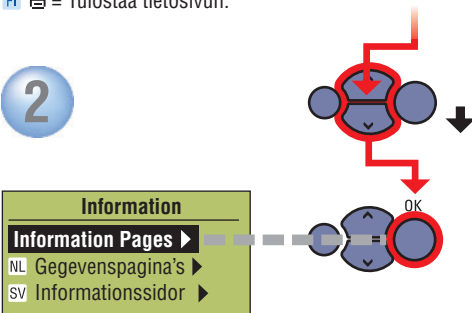 FI = Tulostaa tietosivun.
2
OK
Information
Information Pages
NL Gegevenspagina's
SV Informationssidor